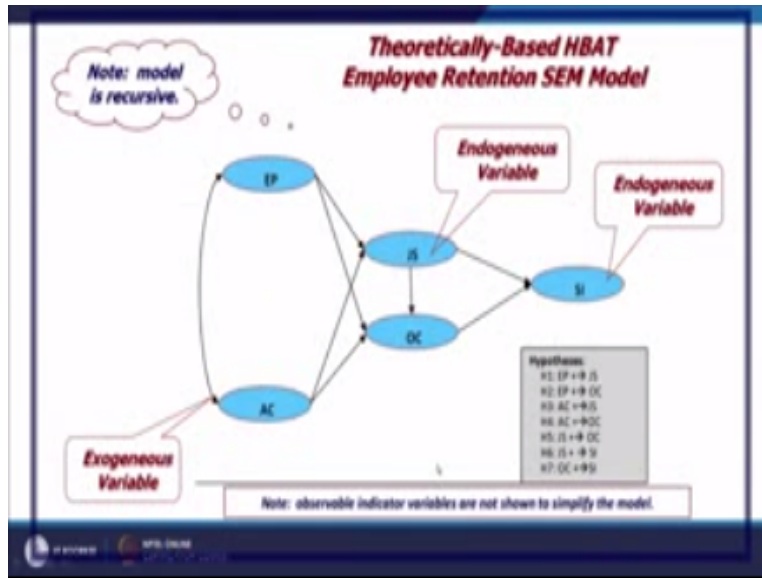 Theoretically-Based HBAT
Employee Retention SEM Model
Note: model
is recursive.
Endogeneous
Variable
Endogeneous
Variable
EP
JS
SI
OC
AC
Exogeneous
Variable
Hypotheses:
H1: EP +→ JS
H2: EP +→ OC
H3: AC +→JS
H4: AC +→OC
H5: JS + → OC
H6: JS + → SI
H7: OC +→SI
Note: observable indicator variables are not shown to simplify the model.
NPTEL ONLINE